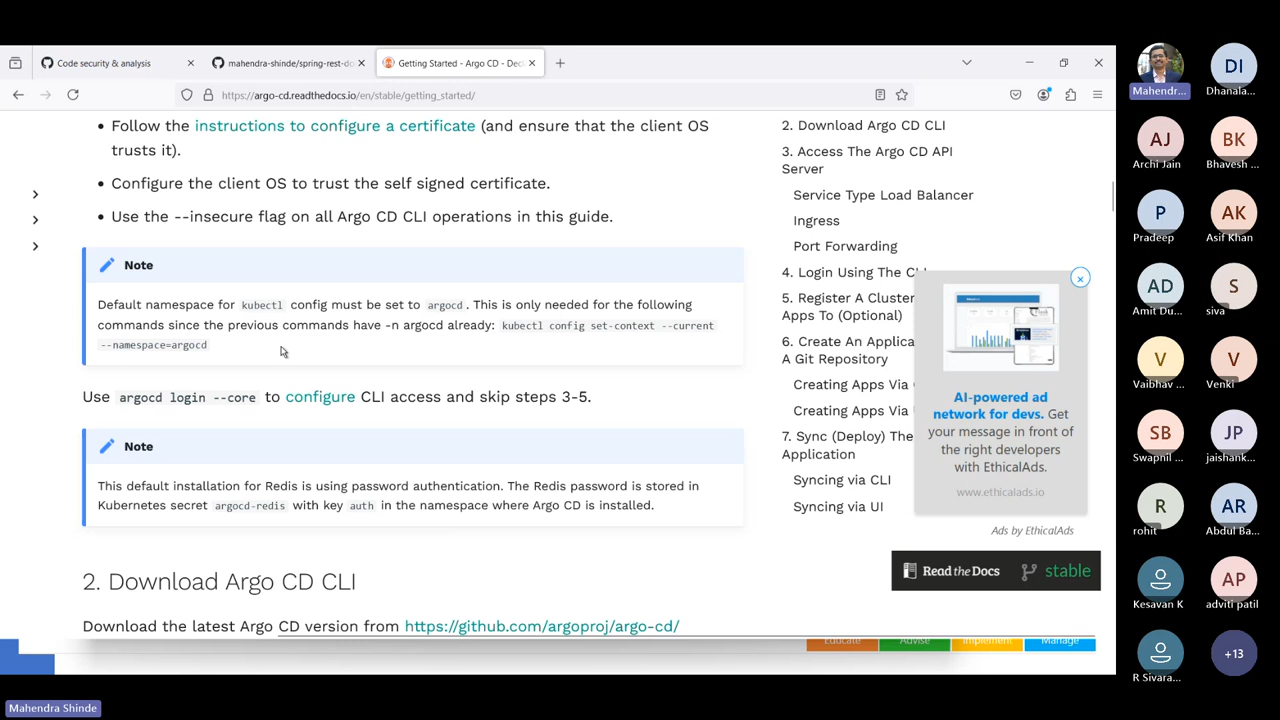 Code security & analysis
mahendra-shinde/spring-rest-do
Getting Started - Argo CD - Decl
https://argo-cd.readthedocs.io/en/stable/getting_started/
• Follow the instructions to configure a certificate (and ensure that the client OS
trusts it).
• Configure the client OS to trust the self signed certificate.
• Use the --insecure flag on all Argo CD CLI operations in this guide.
Note
Default namespace for kubectl config must be set to argocd. This is only needed for the following
commands since the previous commands have -n argocd already: kubectl config set-context --current
--namespace=argocd
Use argocd login --core to configure CLI access and skip steps 3-5.
Note
This default installation for Redis is using password authentication. The Redis password is stored in
Kubernetes secret argocd-redis with key auth in the namespace where Argo CD is installed.
2. Download Argo CD CLI
Download the latest Argo CD version from https://github.com/argoproj/argo-cd/
2. Download Argo CD CLI
3. Access The Argo CD API
Server
Service Type Load Balancer
Ingress
Port Forwarding
4. Login Using The CL
5. Register A Cluster
Apps To (Optional)
6. Create An Applica
A Git Repository
Creating Apps Via
Creating Apps Via
7. Sync (Deploy) The
Application
Syncing via CLI
Syncing via UI
AI-powered ad
network for devs. Get
your message in front of
the right developers
with EthicalAds.
www.ethicalads.io
Ads by EthicalAds
Read the Docs
stable
Educate
Advise
Implement
Manage
Mahendr...
DI
Dhanala...
AJ
Archi Jain
BK
Bhavesh ...
P
Pradeep
AK
Asif Khan
AD
Amit Du...
S
siva
V
Vaibhav ...
V
Venki
SB
Swapnil ...
JP
jaishank...
R
rohit
AR
Abdul Ba...
Kesavan K
AP
adviti patil
R Sivara...
+13
Mahendra Shinde